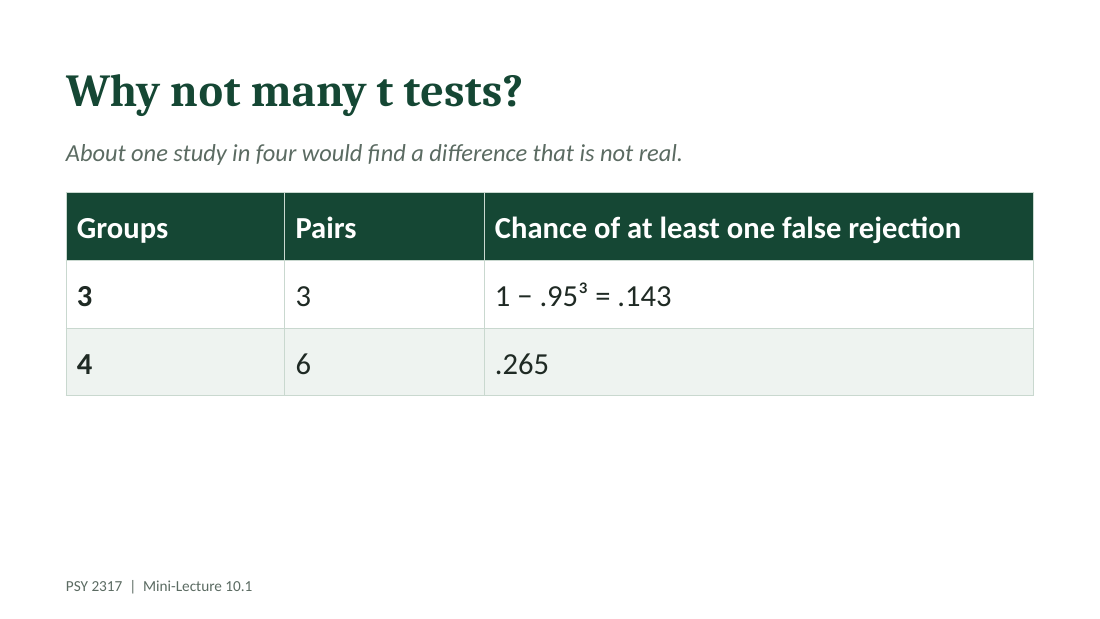 Why not many t tests?
About one study in four would find a difference that is not real.
Groups Pairs Chance of at least one false rejection
3 3 1 − .95³ = .143
4 6 .265
PSY 2317 | Mini-Lecture 10.1